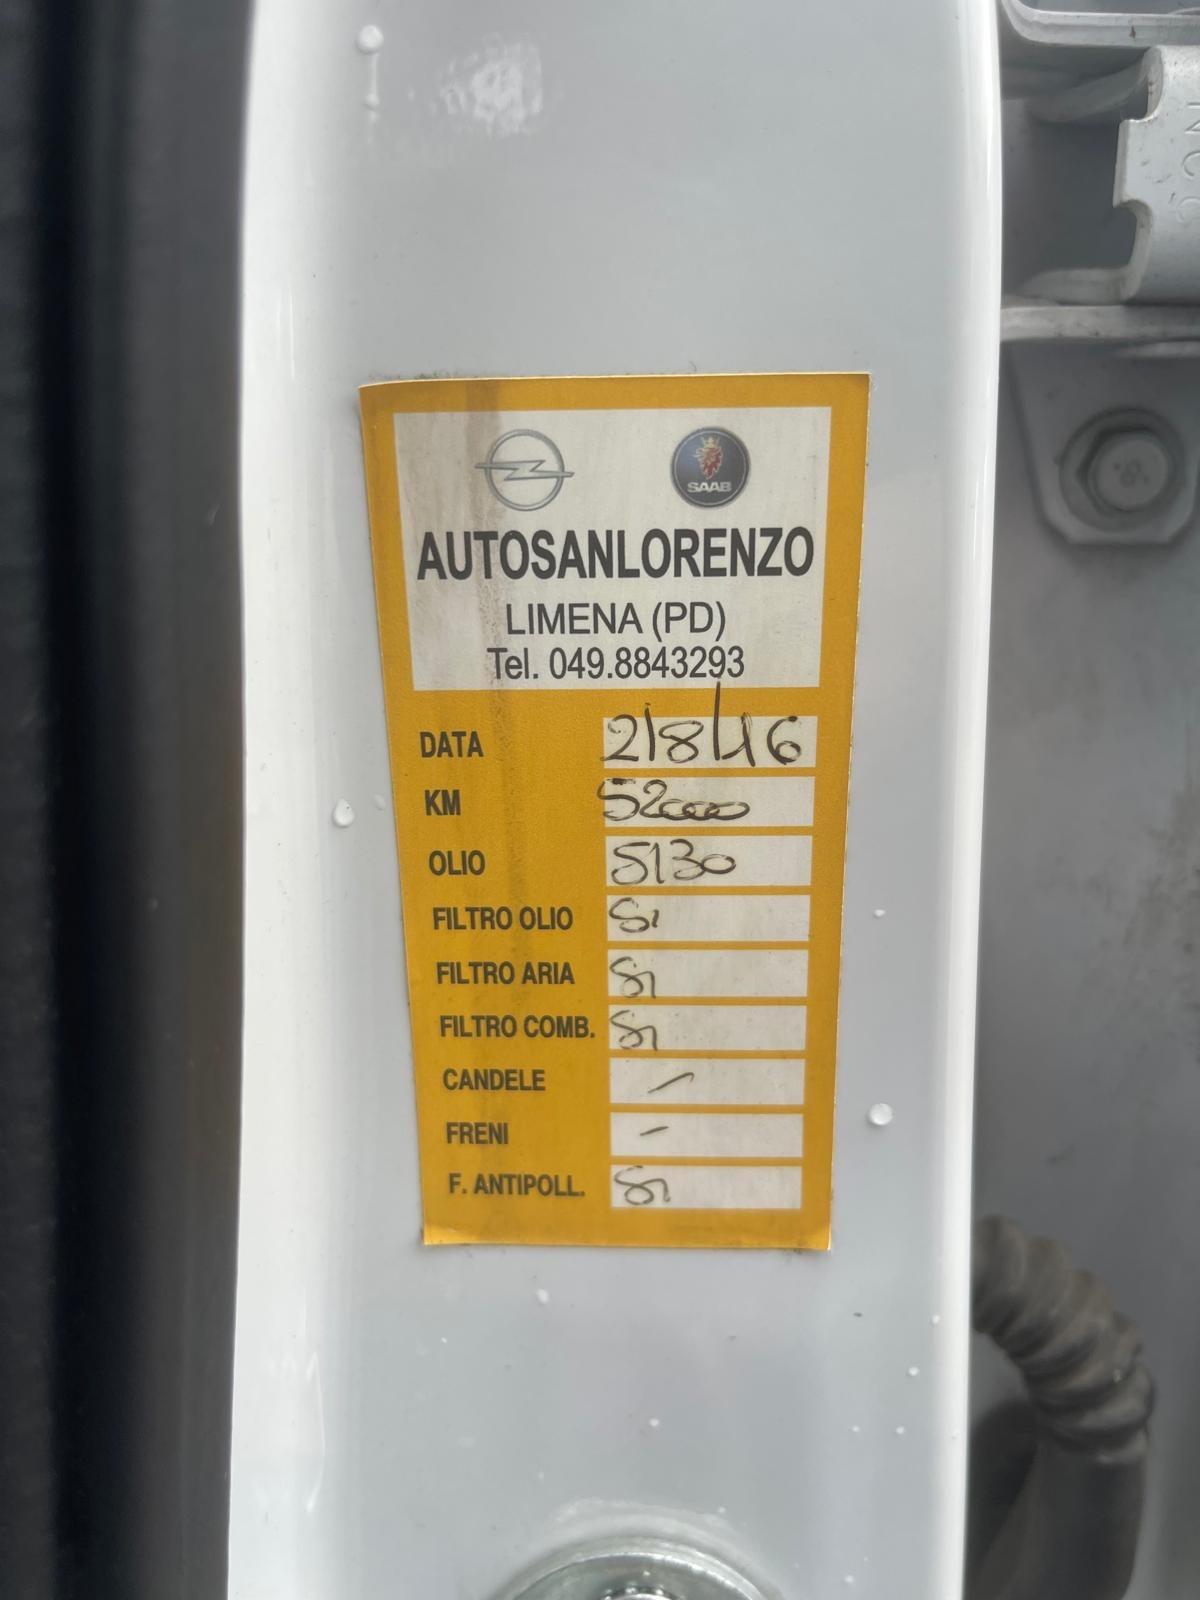 SAAB
AUTOSANLORENZO
LIMENA (PD)
Tel. 049.8843293
DATA 2/8/16
KM 52000
OLIO 5130
FILTRO OLIO Si
FILTRO ARIA Si
FILTRO COMB. Si
CANDELE -
FRENI -
F. ANTIPOLL. Si